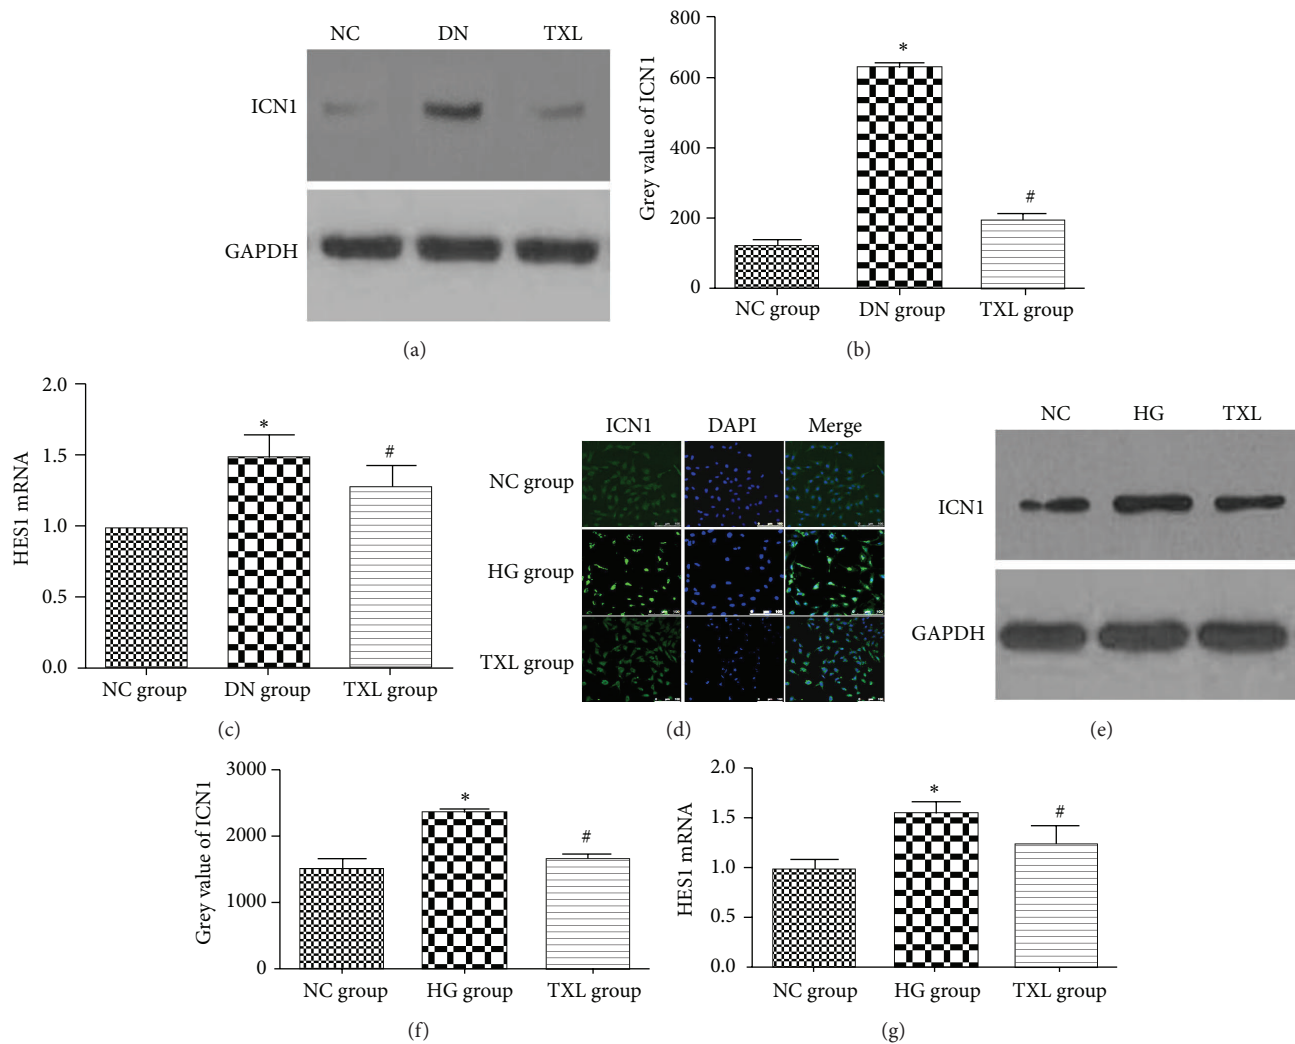 NC DN TXL
ICN1
GAPDH
(a)
Grey value of ICN1
800
600
400
200
0
*
#
NC group DN group TXL group
(b)
HES1 mRNA
2.0
1.5
1.0
0.5
0.0
*
#
NC group DN group TXL group
(c)
ICN1 DAPI Merge
NC group
HG group
TXL group
(d)
NC HG TXL
ICN1
GAPDH
(e)
Grey value of ICN1
3000
2000
1000
0
*
#
NC group HG group TXL group
(f)
HES1 mRNA
2.0
1.5
1.0
0.5
0.0
*
#
NC group HG group TXL group
(g)